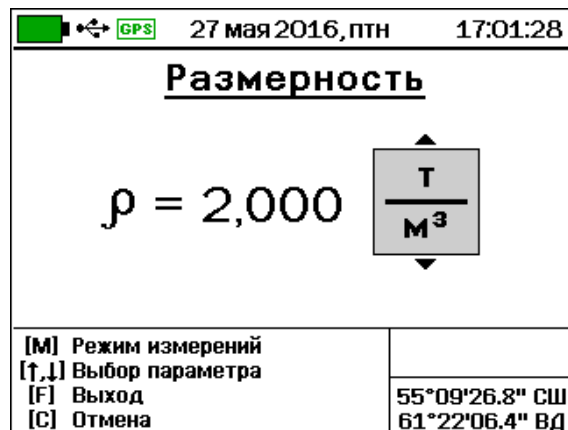 GPS 27 мая 2016, птн 17:01:28
Размерность
ρ = 2,000 т/м³
[M] Режим измерений
[↑,↓] Выбор параметра
[F] Выход
[C] Отмена
55°09'26.8" СШ
61°22'06.4" ВД